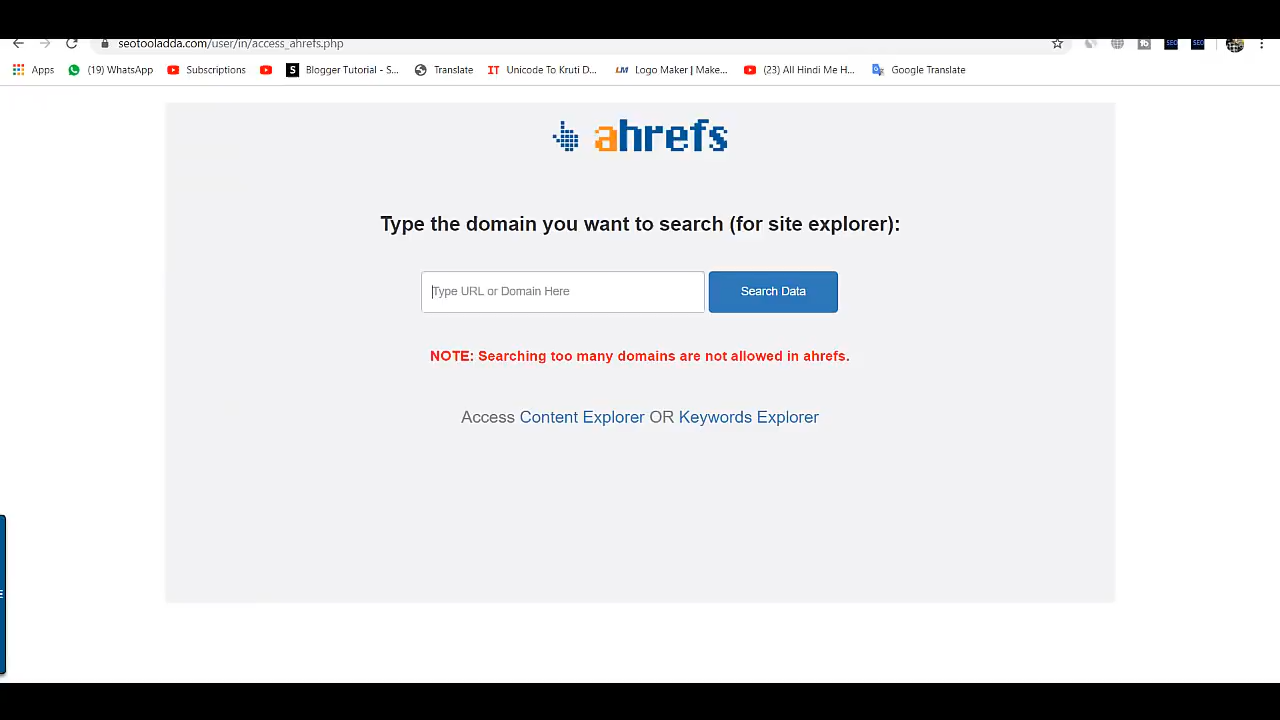 seotooladda.com/user/in/access_ahrefs.php
Apps (19) WhatsApp Subscriptions S Blogger Tutorial - S... Translate IT Unicode To Kruti D... LM Logo Maker | Make... (23) All Hindi Me H... Google Translate
ahrefs
Type the domain you want to search (for site explorer):
Type URL or Domain Here Search Data
NOTE: Searching too many domains are not allowed in ahrefs.
Access Content Explorer OR Keywords Explorer